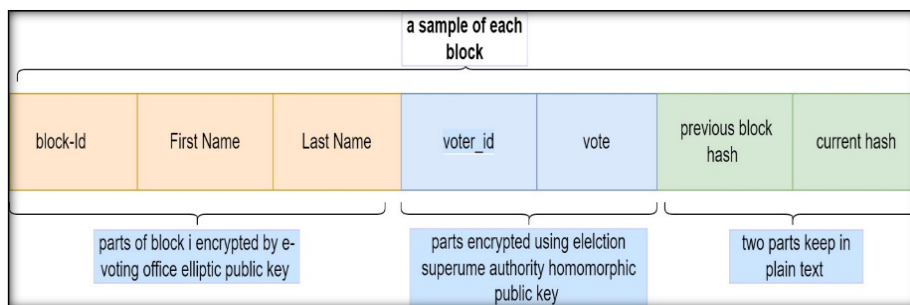 a sample of each
block
block-Id
First Name
Last Name
voter_id
vote
previous block
hash
current hash
parts of block i encrypted by e-
voting office elliptic public key
parts encrypted using elelction
superume authority homomorphic
public key
two parts keep in
plain text